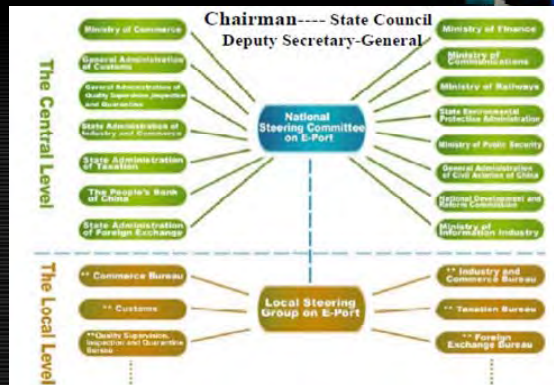 Chairman---- State Council
Deputy Secretary-General
The Central Level
Ministry of Commerce
General Administration
of Customs
General Administration of
Quality Supervision, Inspection
and Quarantine
State Administration of
Industry and Commerce
State Administration
of Taxation
The People's Bank
of China
State Administration
of Foreign Exchange
National
Steering Committee
on E-Port
Ministry of Finance
Ministry of
Communications
Ministry of Railways
State Environmental
Protection Administration
Ministry of Public Security
General Administration
of Civil Aviation of China
National Development and
Reform Commission
Ministry of
Information Industry
The Local Level
** Commerce Bureau
** Customs
**Quality Supervision,
Inspection and Quarantine
Bureau
Local Steering
Group on E-Port
** Industry and
Commerce Bureau
** Taxation Bureau
** Foreign
Exchange Bureau